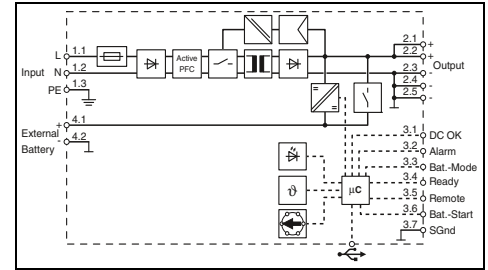 2.1 +
2.2 +
L 1.1
Active PFC
2.3 -
Output
Input N 1.2
2.4 -
PE 1.3
2.5 -
+ 4.1
External Battery
- 4.2
3.1 DC OK
3.2 Alarm
3.3 Bat.-Mode
3.4 Ready
ϑ
µC
3.5 Remote
3.6 Bat.-Start
3.7 SGnd